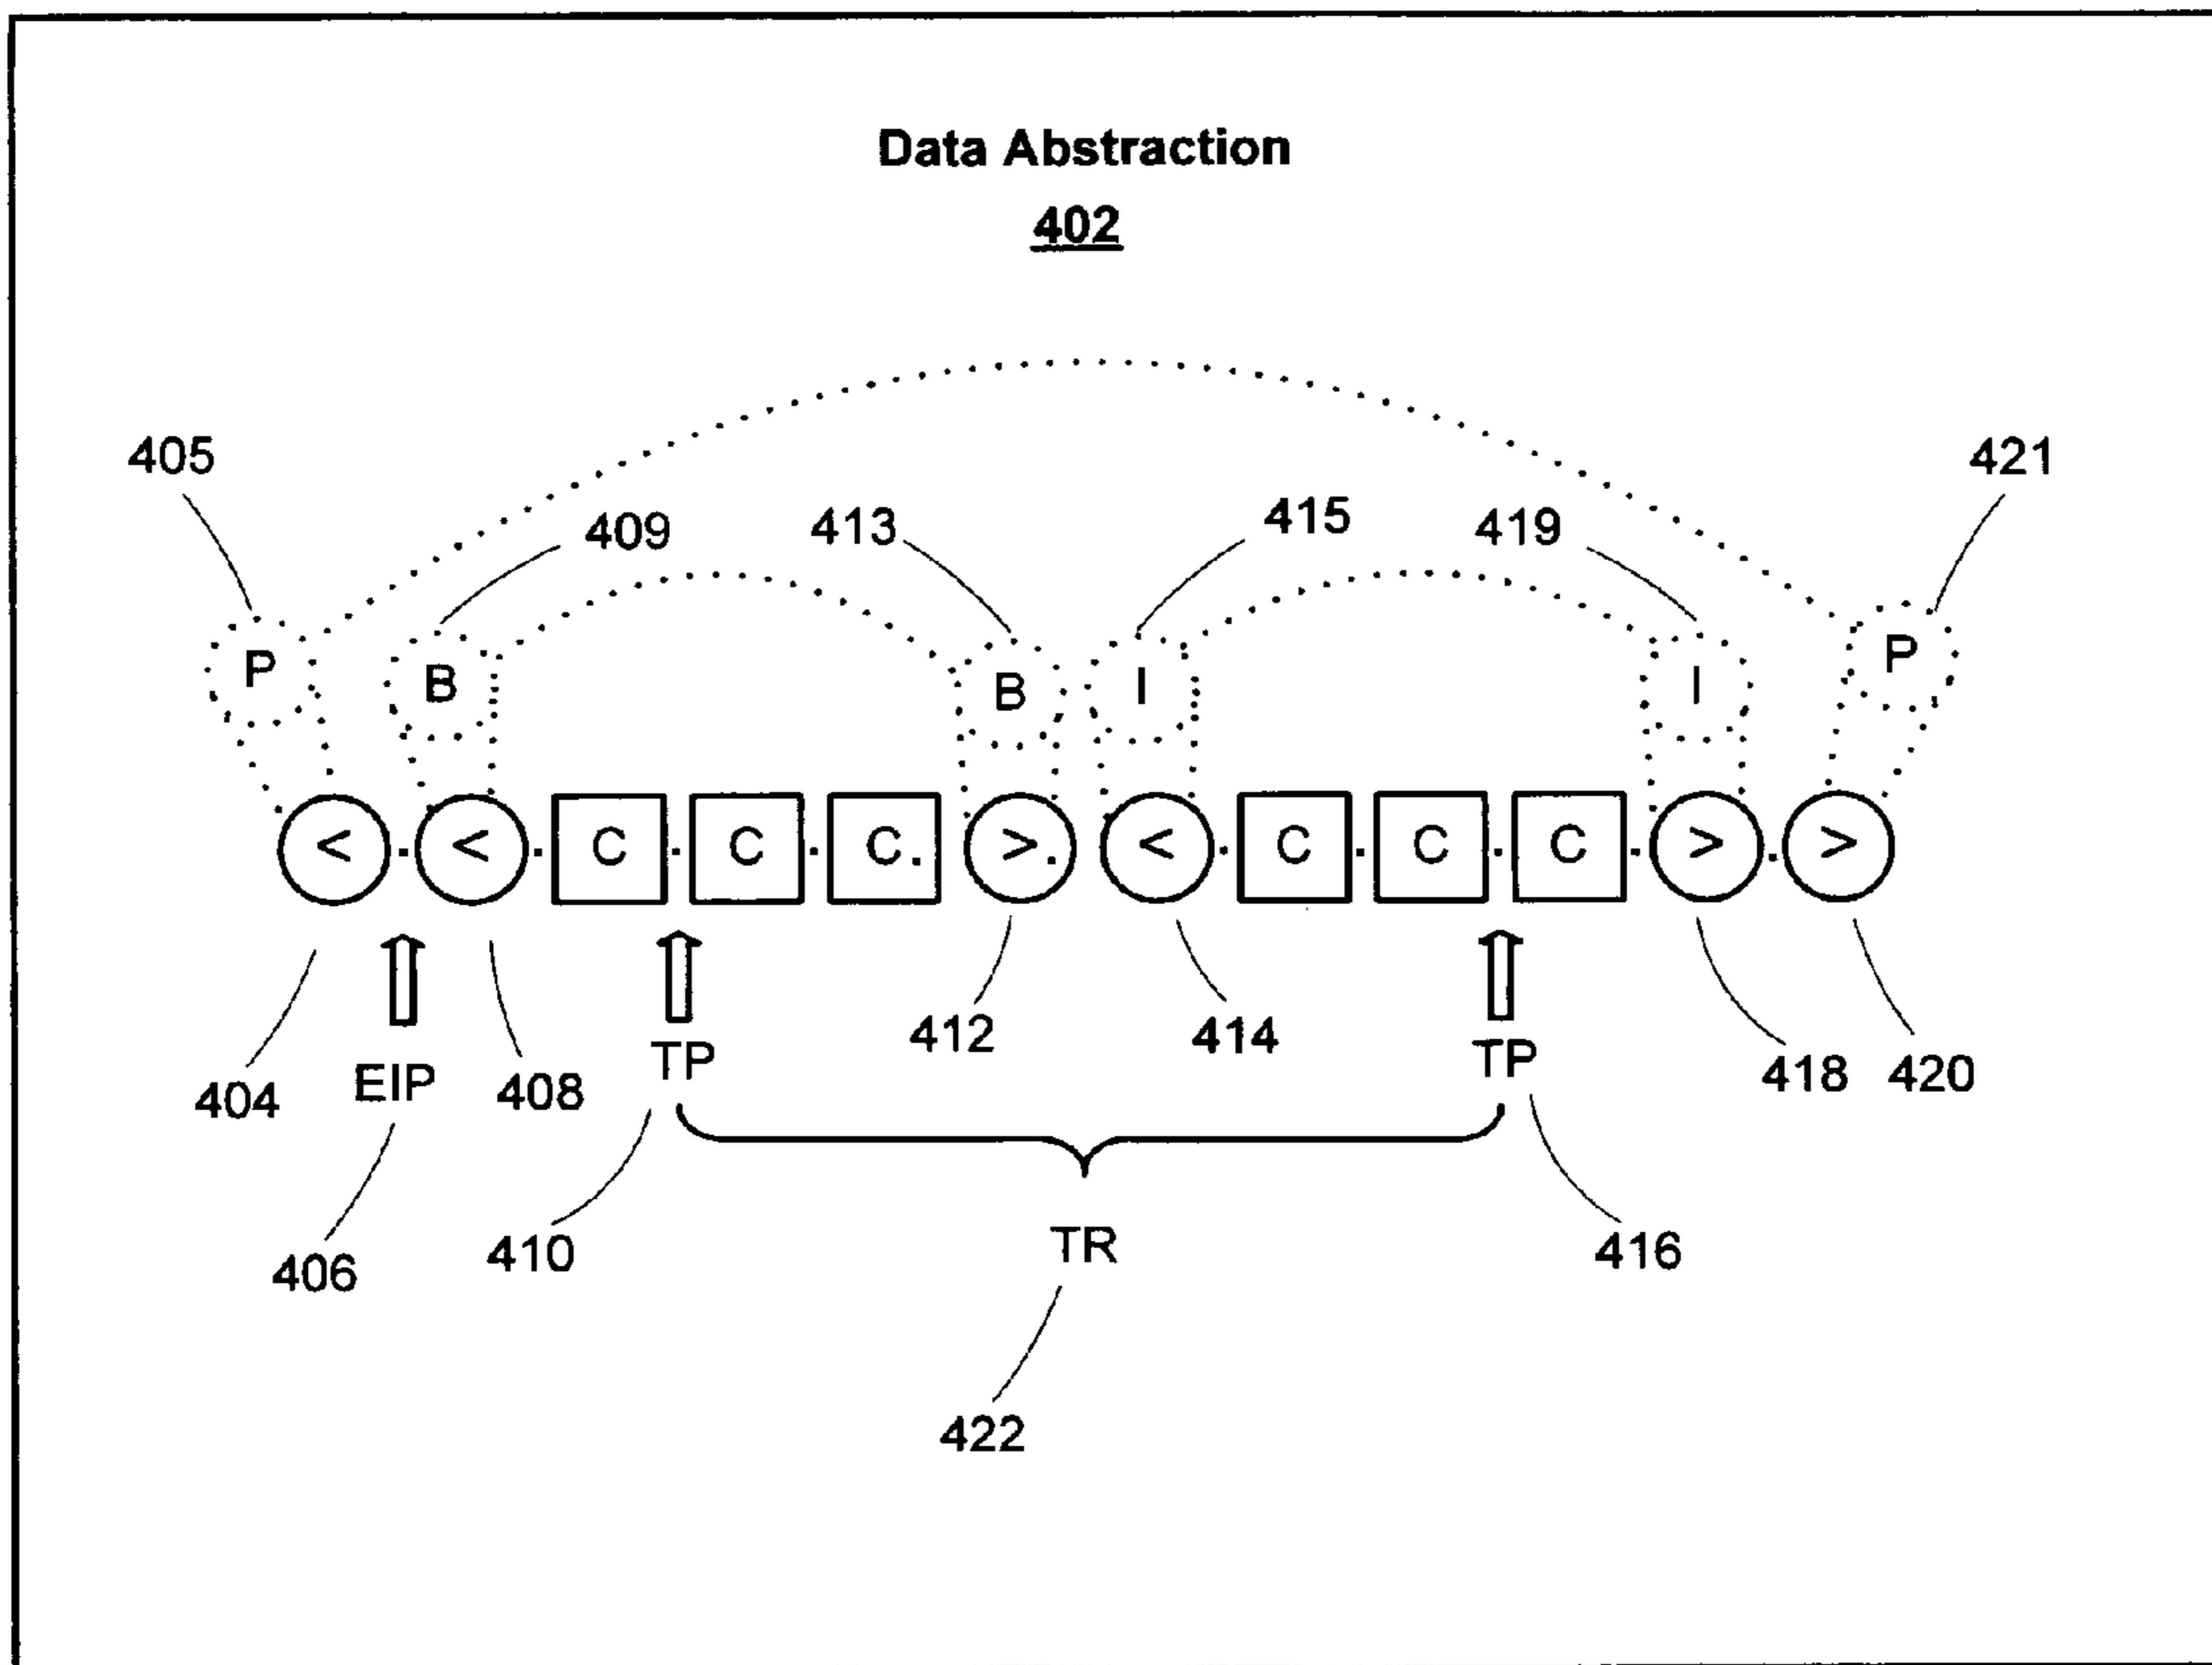 Data Abstraction
402
405
421
409
413
415
419
P
B
B
I
I
P
<.<.C.C.C.>.<.C.C.C.>.>
412
414
404
EIP
408
TP
TP
418
420
406
410
TR
416
422